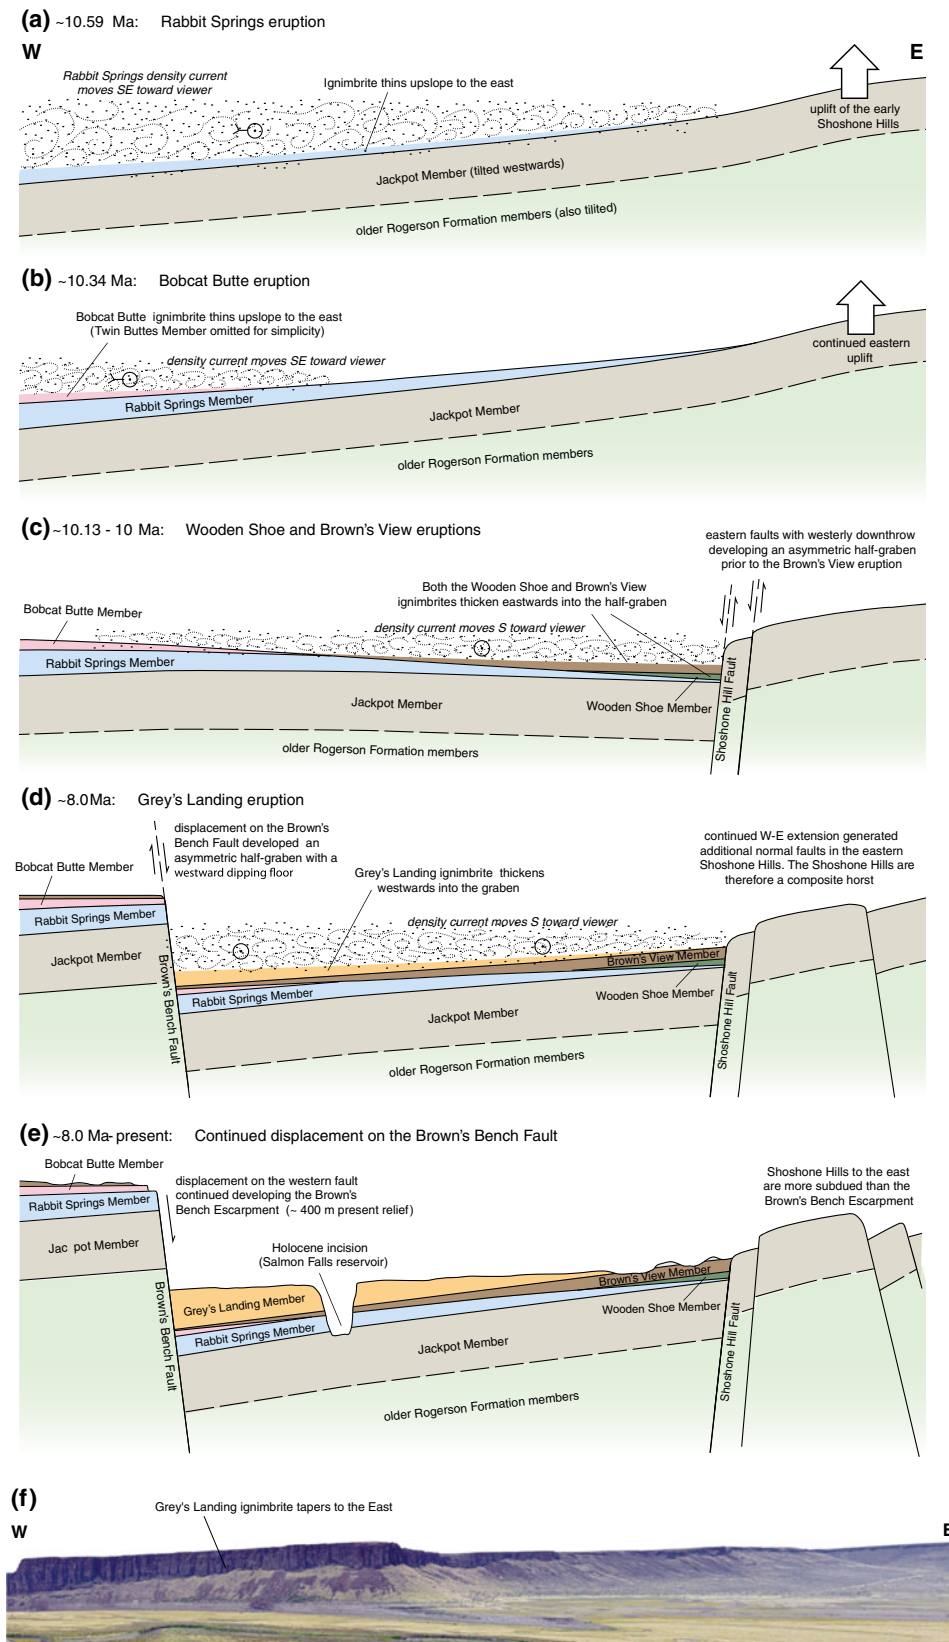 (a) ~10.59 Ma: Rabbit Springs eruption
W
E
Rabbit Springs density current
moves SE toward viewer
Ignimbrite thins upslope to the east
uplift of the early
Shoshone Hills
Jackpot Member (tilted westwards)
older Rogerson Formation members (also tilted)
(b) ~10.34 Ma: Bobcat Butte eruption
Bobcat Butte ignimbrite thins upslope to the east
(Twin Buttes Member omitted for simplicity)
density current moves SE toward viewer
continued eastern
uplift
Rabbit Springs Member
Jackpot Member
older Rogerson Formation members
(c) ~10.13 - 10 Ma: Wooden Shoe and Brown's View eruptions
eastern faults with westerly downthrow
developing an asymmetric half-graben
prior to the Brown's View eruption
Both the Wooden Shoe and Brown's View
ignimbrites thicken eastwards into the half-graben
Bobcat Butte Member
density current moves S toward viewer
Rabbit Springs Member
Jackpot Member
Wooden Shoe Member
Shoshone Hill Fault
older Rogerson Formation members
(d) ~8.0Ma: Grey's Landing eruption
displacement on the Brown's
Bench Fault developed an
asymmetric half-graben with a
westward dipping floor
continued W-E extension generated
additional normal faults in the eastern
Shoshone Hills. The Shoshone Hills are
therefore a composite horst
Bobcat Butte Member
Grey's Landing ignimbrite thickens
westwards into the graben
Rabbit Springs Member
density current moves S toward viewer
Jackpot Member
Brown's Bench Fault
Brown's View Member
Rabbit Springs Member
Wooden Shoe Member
Jackpot Member
Shoshone Hill Fault
older Rogerson Formation members
(e) ~8.0 Ma-present: Continued displacement on the Brown's Bench Fault
Bobcat Butte Member
displacement on the western fault
continued developing the Brown's
Bench Escarpment (~ 400 m present relief)
Shoshone Hills to the east
are more subdued than the
Brown's Bench Escarpment
Rabbit Springs Member
Jac pot Member
Holocene incision
(Salmon Falls reservoir)
Brown's Bench Fault
Grey's Landing Member
Brown's View Member
Wooden Shoe Member
Rabbit Springs Member
Jackpot Member
Shoshone Hill Fault
older Rogerson Formation members
(f)
Grey's Landing ignimbrite tapers to the East
W
E